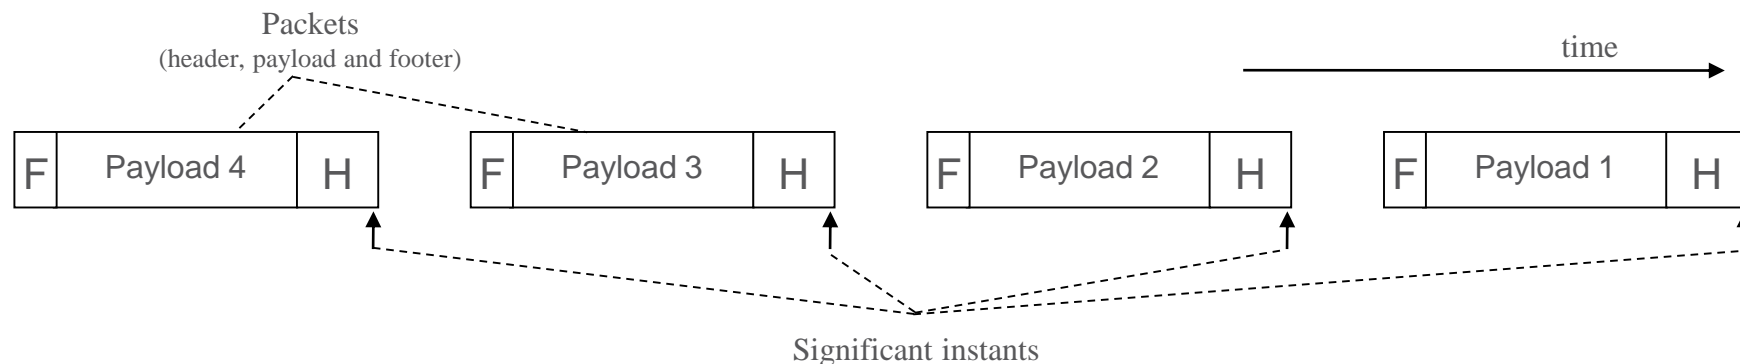 Packets
(header, payload and footer)
time
F Payload 4 H F Payload 3 H F Payload 2 H F Payload 1 H
Significant instants